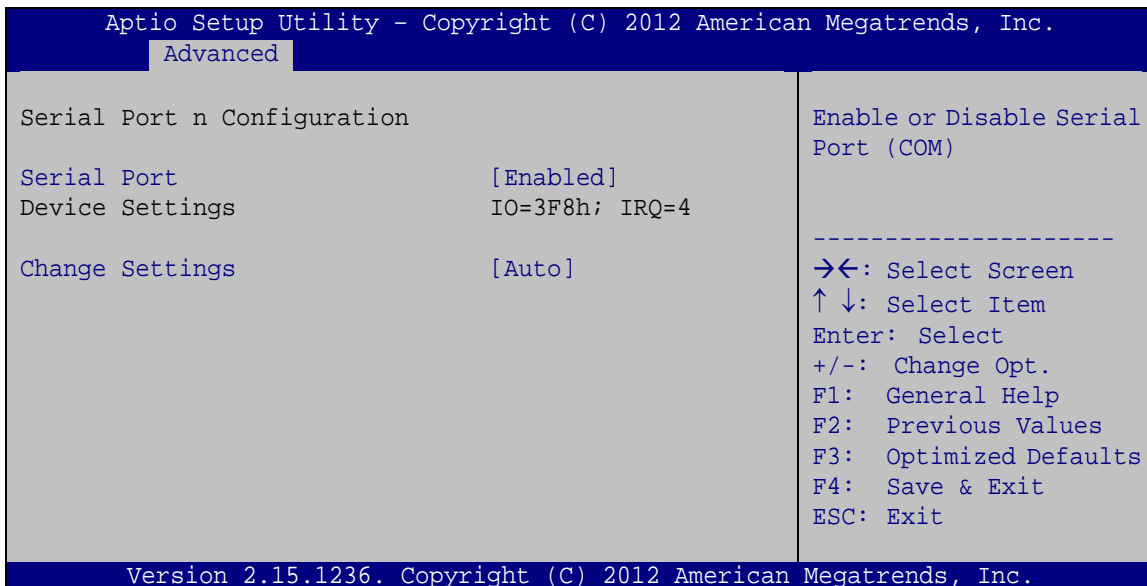 Aptio Setup Utility – Copyright (C) 2012 American Megatrends, Inc.
Advanced
Serial Port n Configuration
Serial Port [Enabled]
Device Settings IO=3F8h; IRQ=4
Change Settings [Auto]
Enable or Disable Serial
Port (COM)
---------------------
→←: Select Screen
↑ ↓: Select Item
Enter: Select
+/-: Change Opt.
F1: General Help
F2: Previous Values
F3: Optimized Defaults
F4: Save & Exit
ESC: Exit
Version 2.15.1236. Copyright (C) 2012 American Megatrends, Inc.